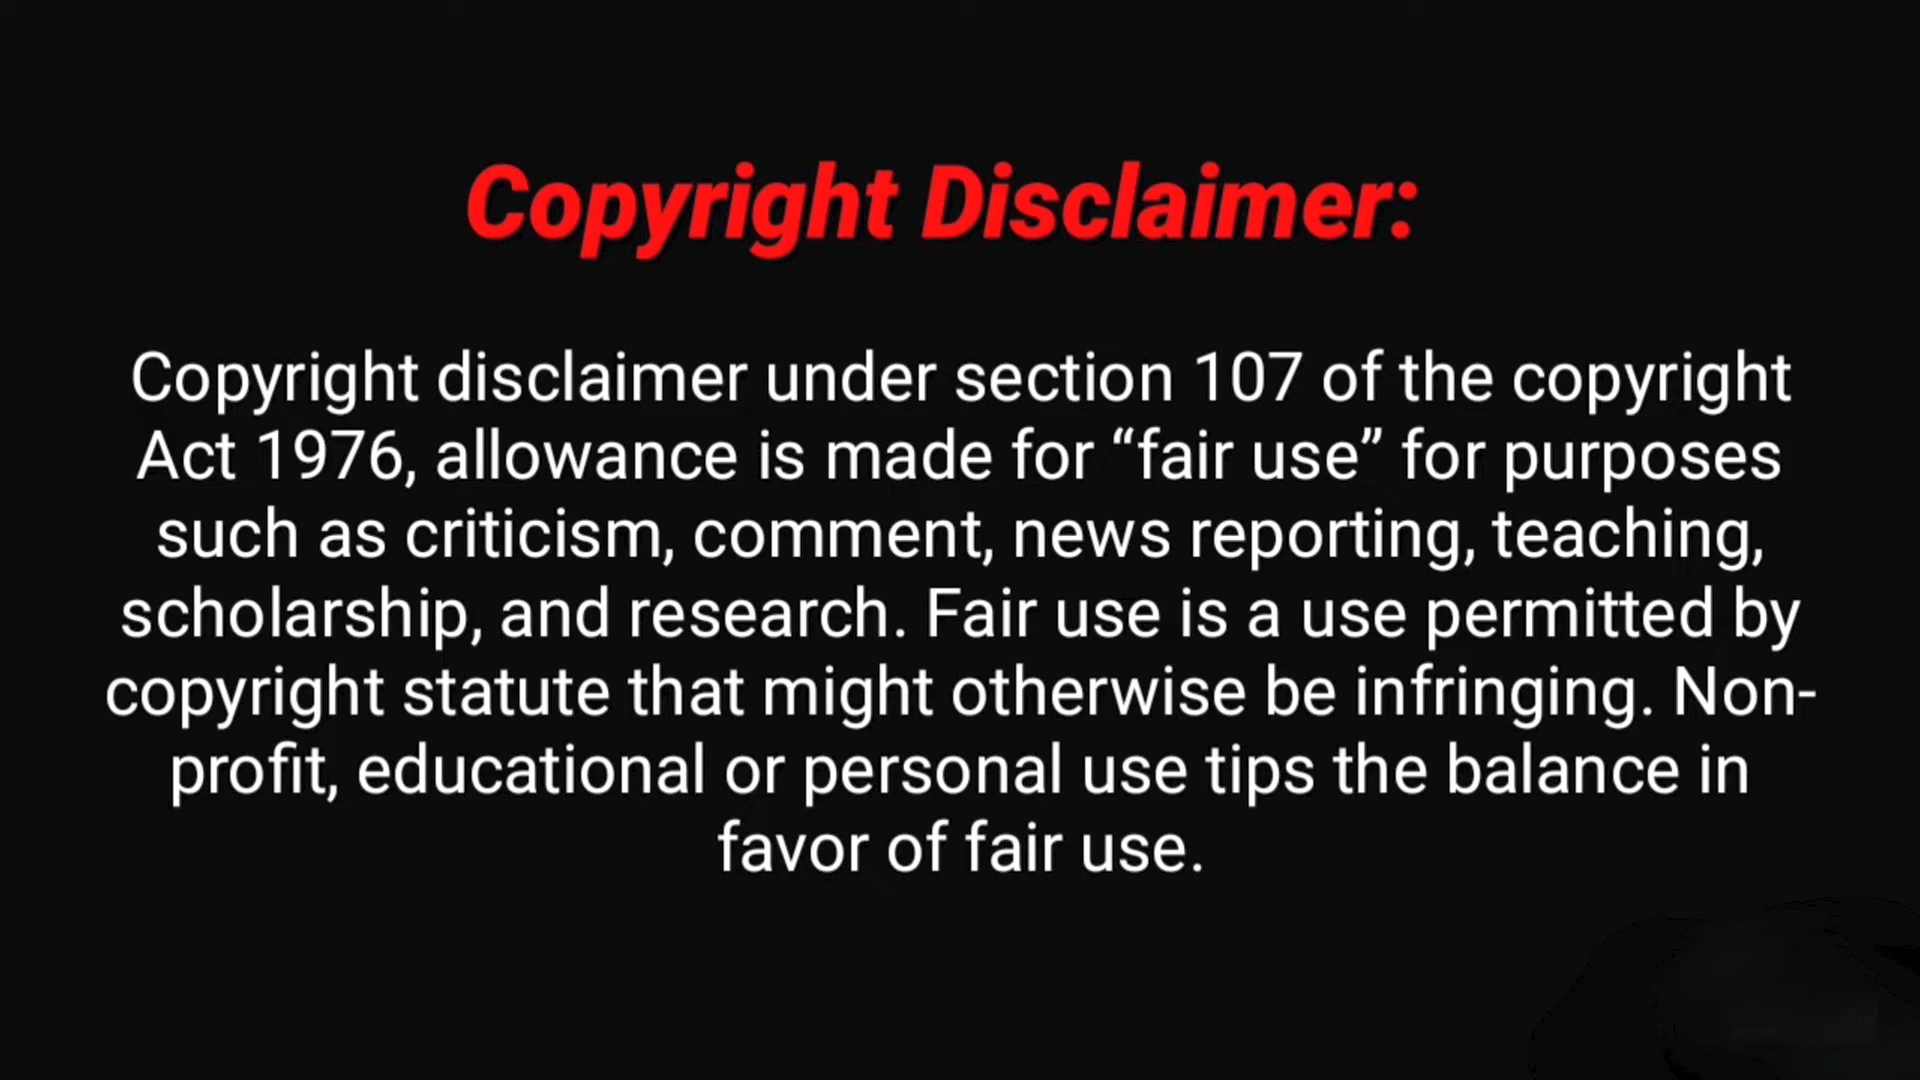 Copyright Disclaimer:
Copyright disclaimer under section 107 of the copyright
Act 1976, allowance is made for “fair use” for purposes
such as criticism, comment, news reporting, teaching,
scholarship, and research. Fair use is a use permitted by
copyright statute that might otherwise be infringing. Non-
profit, educational or personal use tips the balance in
favor of fair use.